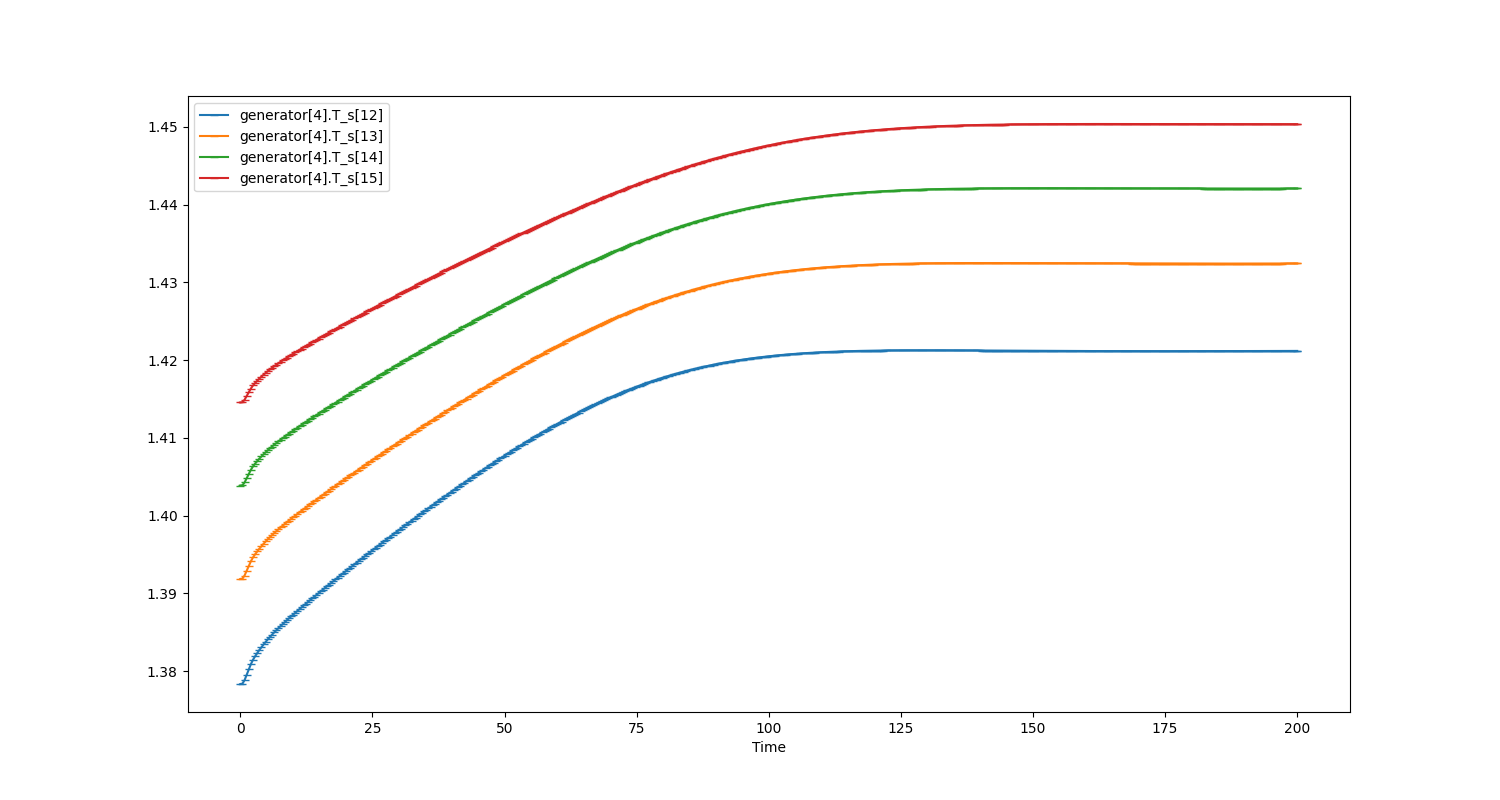 generator[4].T_s[12]
generator[4].T_s[13]
generator[4].T_s[14]
generator[4].T_s[15]
1.45
1.44
1.43
1.42
1.41
1.40
1.39
1.38
0 25 50 75 100 125 150 175 200
Time